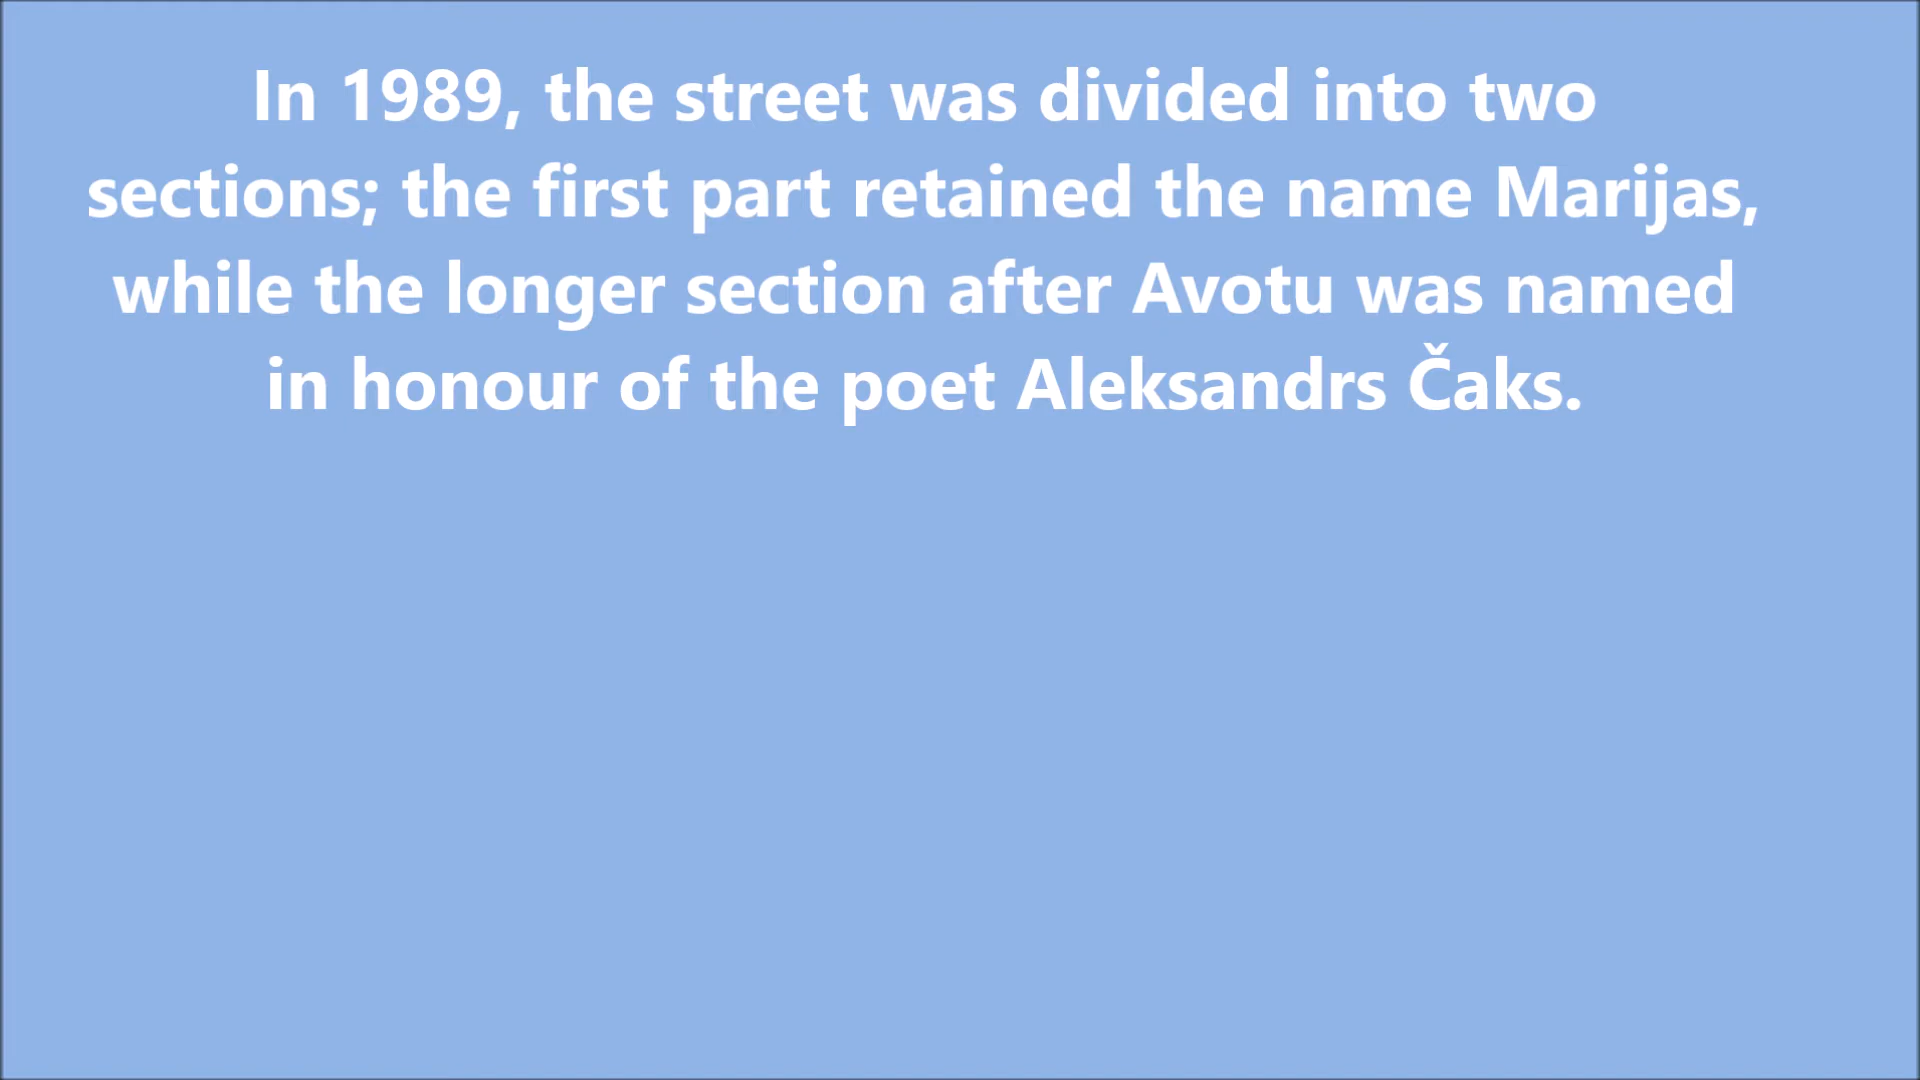 In 1989, the street was divided into two
sections; the first part retained the name Marijas,
while the longer section after Avotu was named
in honour of the poet Aleksandrs Čaks.